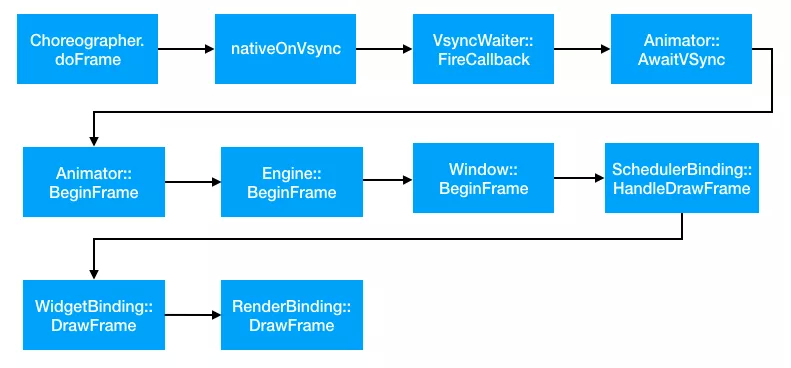 Choreographer.
doFrame
nativeOnVsync
VsyncWaiter::
FireCallback
Animator::
AwaitVSync
Animator::
BeginFrame
Engine::
BeginFrame
Window::
BeginFrame
SchedulerBinding::
HandleDrawFrame
WidgetBinding::
DrawFrame
RenderBinding::
DrawFrame